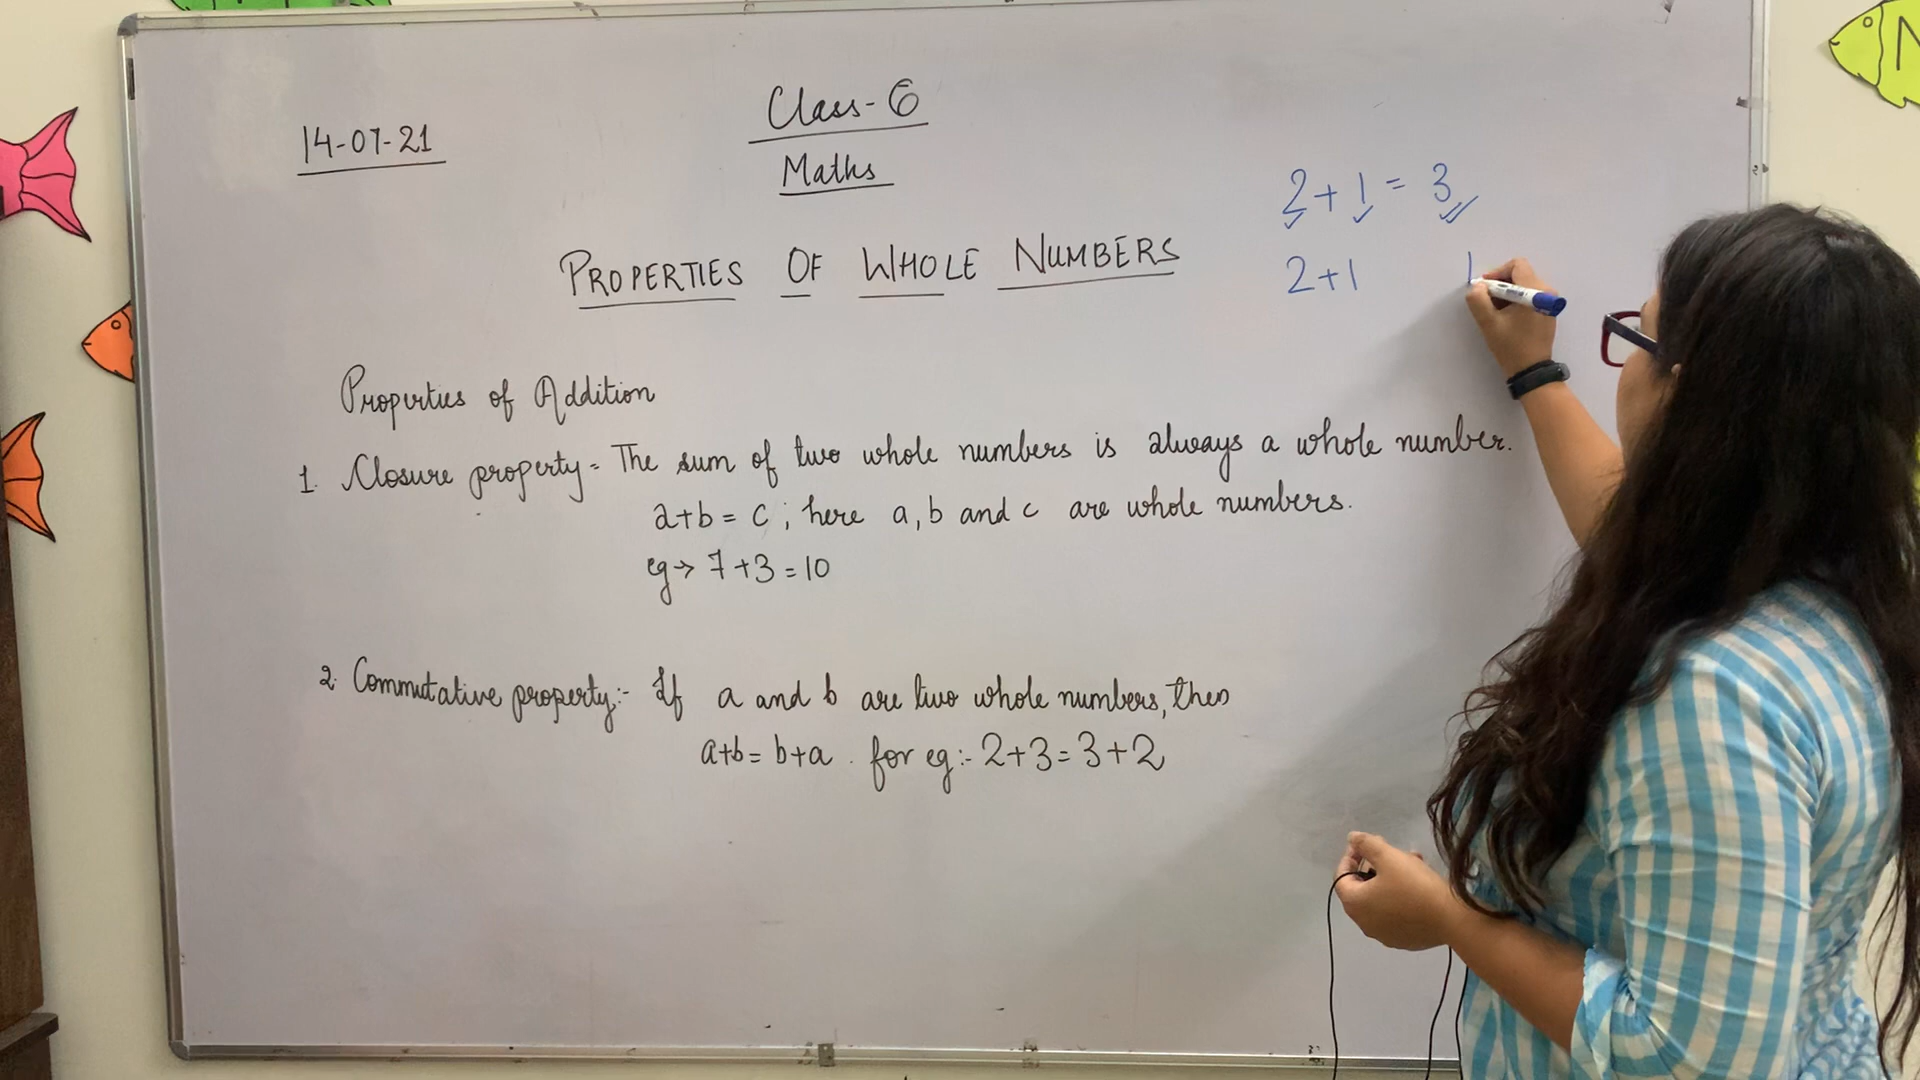 14-07-21
Class-6
Maths
2+1 = 3
2+1 1
PROPERTIES OF WHOLE NUMBERS
Properties of Addition
1. Closure property = The sum of two whole numbers is always a whole number.
a+b = c ; here a, b and c are whole numbers.
eg → 7+3=10
2. Commutative property:- If a and b are two whole numbers, then
a+b= b+a . for eg:- 2+3=3+2
N